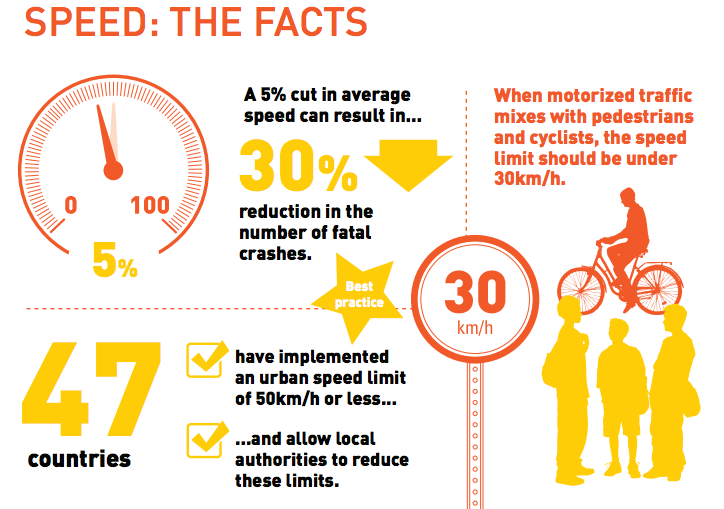 SPEED: THE FACTS
0
100
5%
A 5% cut in average
speed can result in...
30%
reduction in the
number of fatal
crashes.
When motorized traffic
mixes with pedestrians
and cyclists, the speed
limit should be under
30km/h.
Best
practice
30
km/h
47
countries
have implemented
an urban speed limit
of 50km/h or less...
...and allow local
authorities to reduce
these limits.